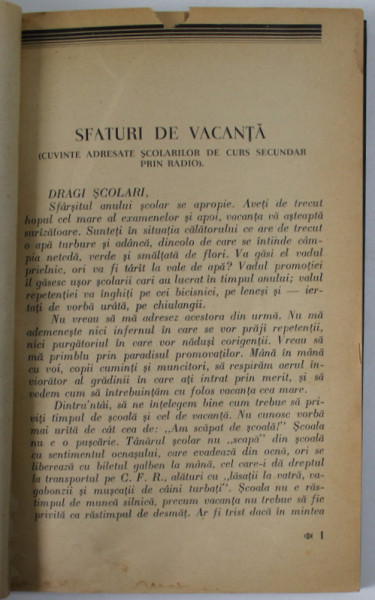 SFATURI DE VACANȚĂ
(CUVINTE ADRESATE ȘCOLARILOR DE CURS SECUNDAR
PRIN RADIO).
DRAGI ȘCOLARI,
Sfârșitul anului școlar se apropie. Aveți de trecut
hopul cel mare al examenelor și apoi, vacanța vă așteaptă
surizătoare. Sunteți în situația călătorului ce are de trecut
o apă turbure și adâncă, dincolo de care se întinde câm-
pia netedă, verde și smălțată de flori. Va găsi el vadul
prielnic, ori va fi târît la vale de apă? Vadul promoției
îl găsesc ușor școlarii cari au lucrat în timpul anului; valul
repetenției va înghiți pe cei bicisnici, pe leneși și — ier-
tați de vorbă urâtă, pe chiulangii.
Nu vreau să mă adresez acestora din urmă. Nu mă
ademenește nici infernul în care se vor prăji repetenții,
nici purgatoriul în care vor năduși corigenții. Vreau să
mă primblu prin paradisul promovaților. Mână în mână
cu voi, copii cuminți și muncitori, să respirăm aerul în-
viorător al grădinii în care ați intrat prin merit, și să
vedem cum să întrebuințăm cu folos vacanța cea mare.
Dintru'ntâi, să ne înțelegem bine cum trebue să pri-
viți timpul de școală și cel de vacanță. Nu cunosc vorbă
mai urîtă de cât cea de: „Am scăpat de școală!" Școala
nu e o pușcărie. Tânărul școlar nu „scapă" din școală
cu sentimentul ocnașului, care evadează din ocnă, ori se
liberează cu biletul galben la mână, cel care-i dă dreptul
la transportul pe C. F. R., alături cu „lăsații la vatră, va-
gabonzii și mușcații de câini turbați". Școala nu e răs-
timpul de muncă silnică, precum vacanța nu trebue să fie
privită ca răstimpul de desmăț. Ar fi trist dacă în mintea
1